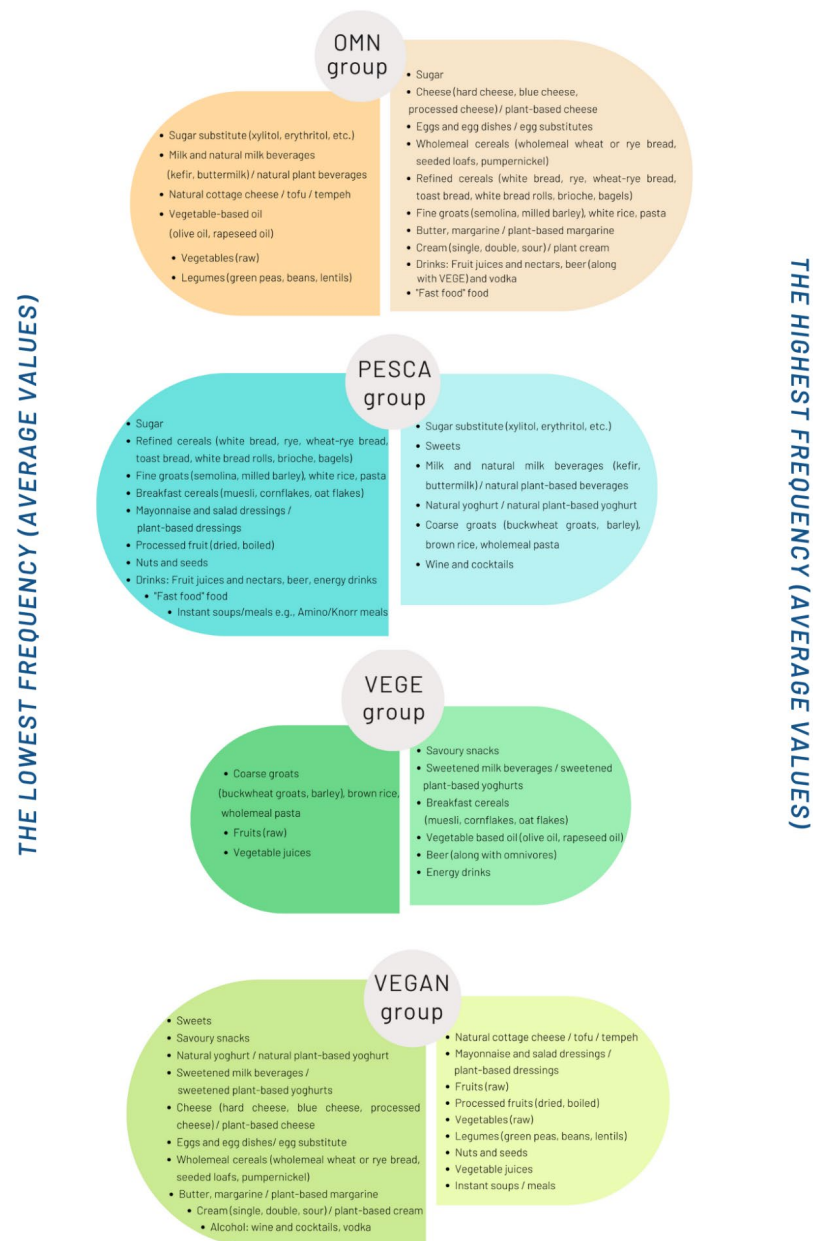 THE LOWEST FREQUENCY (AVERAGE VALUES)
THE HIGHEST FREQUENCY (AVERAGE VALUES)
OMN
group
• Sugar substitute (xylitol, erythritol, etc.)
• Milk and natural milk beverages
(kefir, buttermilk) / natural plant beverages
• Natural cottage cheese / tofu / tempeh
• Vegetable-based oil
(olive oil, rapeseed oil)
• Vegetables (raw)
• Legumes (green peas, beans, lentils)
• Sugar
• Cheese (hard cheese, blue cheese,
processed cheese) / plant-based cheese
• Eggs and egg dishes / egg substitutes
• Wholemeal cereals (wholemeal wheat or rye bread,
seeded loafs, pumpernickel)
• Refined cereals (white bread, rye, wheat-rye bread,
toast bread, white bread rolls, brioche, bagels)
• Fine groats (semolina, milled barley), white rice, pasta
• Butter, margarine / plant-based margarine
• Cream (single, double, sour) / plant cream
• Drinks: Fruit juices and nectars, beer (along
with VEGE) and vodka
• "Fast food" food
PESCA
group
• Sugar
• Refined cereals (white bread, rye, wheat-rye bread,
toast bread, white bread rolls, brioche, bagels)
• Fine groats (semolina, milled barley), white rice, pasta
• Breakfast cereals (muesli, cornflakes, oat flakes)
• Mayonnaise and salad dressings /
plant-based dressings
• Processed fruit (dried, boiled)
• Nuts and seeds
• Drinks: Fruit juices and nectars, beer, energy drinks
• "Fast food" food
• Instant soups/meals e.g., Amino/Knorr meals
• Sugar substitute (xylitol, erythritol, etc.)
• Sweets
• Milk and natural milk beverages (kefir,
buttermilk) / natural plant-based beverages
• Natural yoghurt / natural plant-based yoghurt
• Coarse groats (buckwheat groats, barley),
brown rice, wholemeal pasta
• Wine and cocktails
VEGE
group
• Coarse groats
(buckwheat groats, barley), brown rice,
wholemeal pasta
• Fruits (raw)
• Vegetable juices
• Savoury snacks
• Sweetened milk beverages / sweetened
plant-based yoghurts
• Breakfast cereals
(muesli, cornflakes, oat flakes)
• Vegetable based oil (olive oil, rapeseed oil)
• Beer (along with omnivores)
• Energy drinks
VEGAN
group
• Sweets
• Savoury snacks
• Natural yoghurt / natural plant-based yoghurt
• Sweetened milk beverages /
sweetened plant-based yoghurts
• Cheese (hard cheese, blue cheese, processed
cheese) / plant-based cheese
• Eggs and egg dishes/ egg substitute
• Wholemeal cereals (wholemeal wheat or rye bread,
seeded loafs, pumpernickel)
• Butter, margarine / plant-based margarine
• Cream (single, double, sour) / plant-based cream
• Alcohol: wine and cocktails, vodka
• Natural cottage cheese / tofu / tempeh
• Mayonnaise and salad dressings /
plant-based dressings
• Fruits (raw)
• Processed fruits (dried, boiled)
• Vegetables (raw)
• Legumes (green peas, beans, lentils)
• Nuts and seeds
• Vegetable juices
• Instant soups / meals